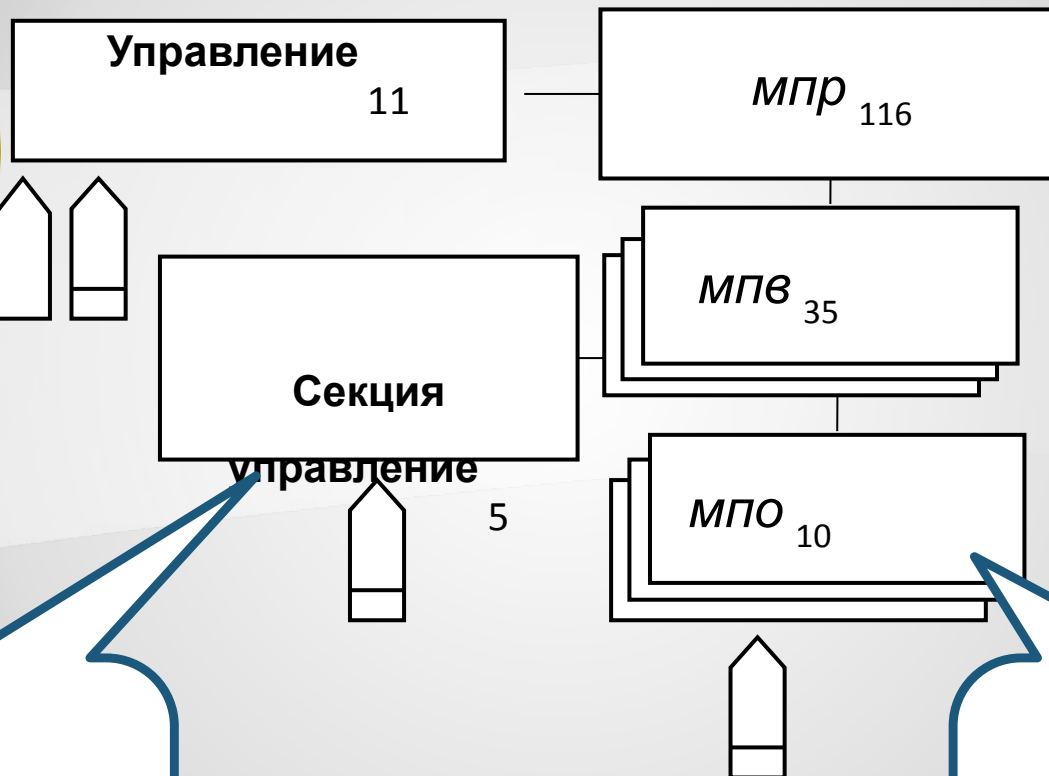 Управление
11
мпр 116
мпв 35
Секция
управление
5
мпо 10